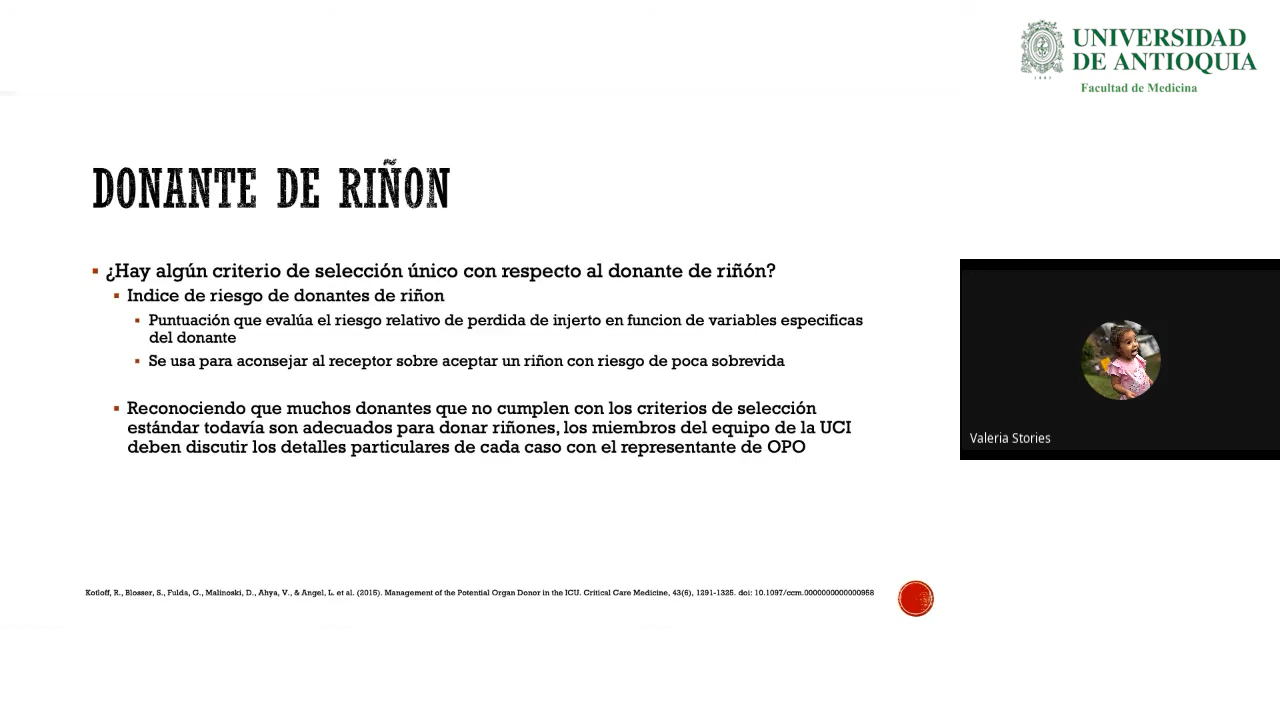 UNIVERSIDAD
DE ANTIOQUIA
1803
Facultad de Medicina
DONANTE DE RIÑON
¿Hay algún criterio de selección único con respecto al donante de riñón?
Indice de riesgo de donantes de riñon
Puntuación que evalúa el riesgo relativo de perdida de injerto en funcion de variables especificas
del donante
Se usa para aconsejar al receptor sobre aceptar un riñon con riesgo de poca sobrevida
Reconociendo que muchos donantes que no cumplen con los criterios de selección
estándar todavía son adecuados para donar riñones, los miembros del equipo de la UCI
deben discutir los detalles particulares de cada caso con el representante de OPO
Valeria Stories
Kotloff, R., Blosser, S., Fulda, G., Malinoski, D., Ahya, V., & Angel, L. et al. (2015). Management of the Potential Organ Donor in the ICU. Critical Care Medicine, 43(6), 1291-1325. doi: 10.1097/ccm.0000000000000958